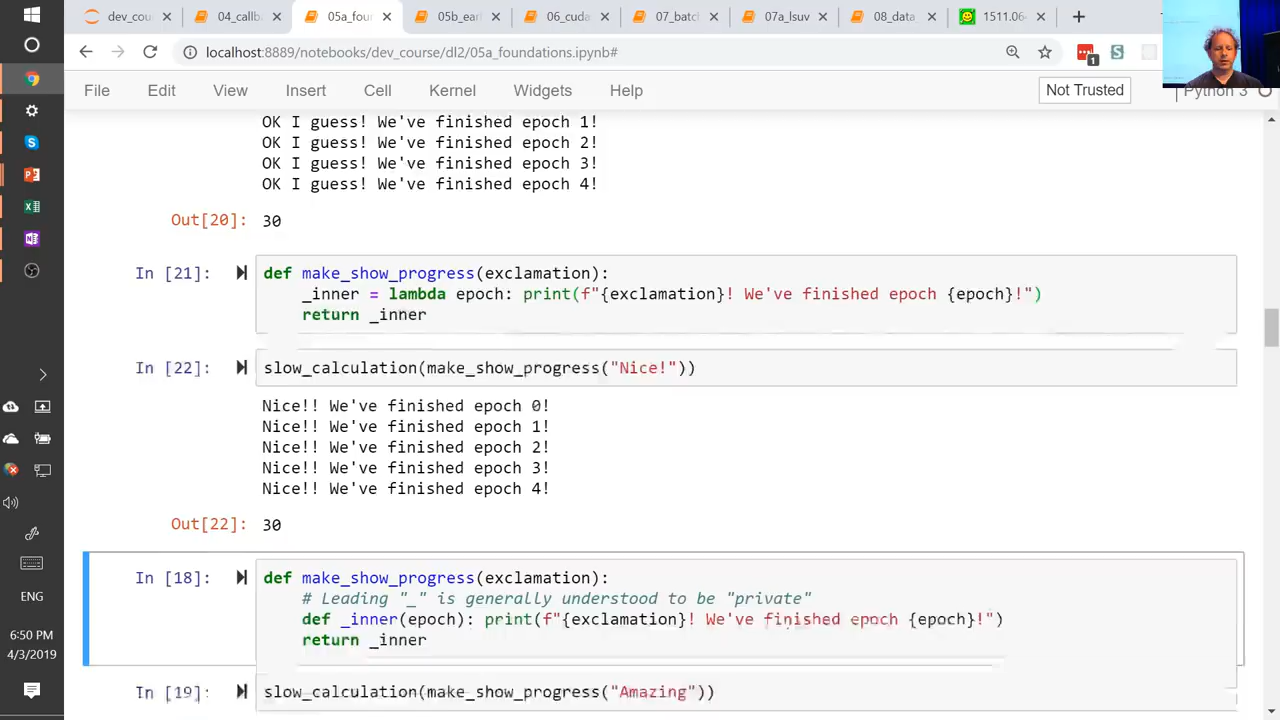 dev_cou
04_callb
05a_fou
05b_ear
06_cuda
07_batcl
07a_lsuv
08_data_
1511.06
localhost:8889/notebooks/dev_course/dl2/05a_foundations.ipynb#
1
File Edit View Insert Cell Kernel Widgets Help Not Trusted Python 3
OK I guess! We've finished epoch 1!
OK I guess! We've finished epoch 2!
OK I guess! We've finished epoch 3!
OK I guess! We've finished epoch 4!
Out[20]: 30
In [21]: def make_show_progress(exclamation):
_inner = lambda epoch: print(f"{exclamation}! We've finished epoch {epoch}!")
return _inner
In [22]: slow_calculation(make_show_progress("Nice!"))
Nice!! We've finished epoch 0!
Nice!! We've finished epoch 1!
Nice!! We've finished epoch 2!
Nice!! We've finished epoch 3!
Nice!! We've finished epoch 4!
Out[22]: 30
In [18]: def make_show_progress(exclamation):
# Leading "_" is generally understood to be "private"
def _inner(epoch): print(f"{exclamation}! We've finished epoch {epoch}!")
return _inner
In [19]: slow_calculation(make_show_progress("Amazing"))
ENG
6:50 PM
4/3/2019